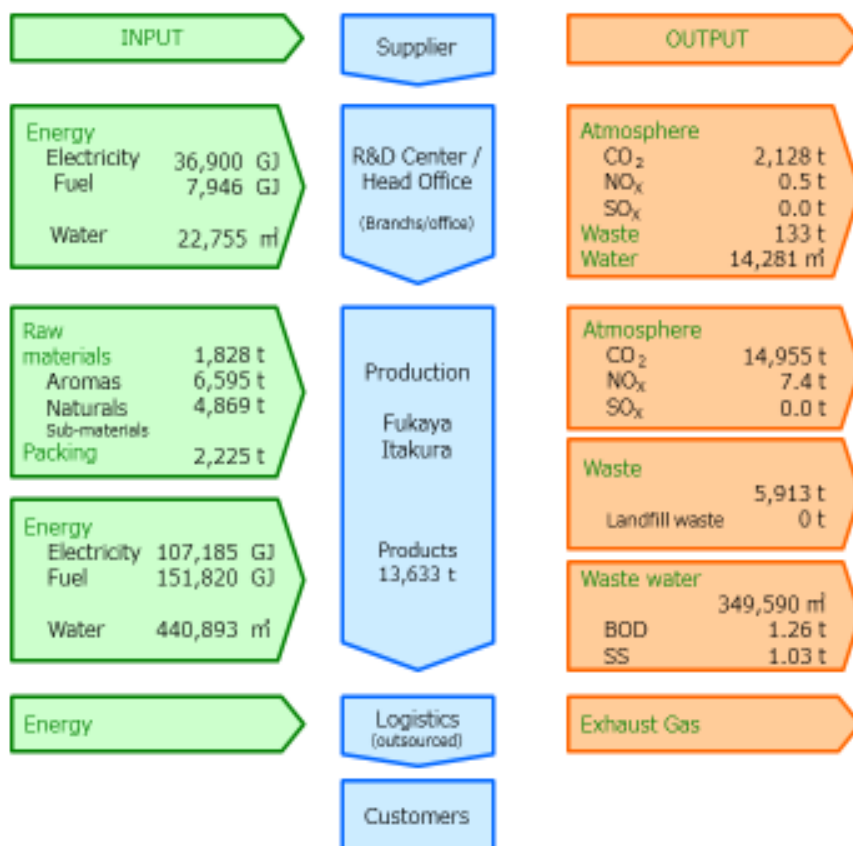 INPUT
Supplier
OUTPUT
Energy
Electricity 36,900 GJ
Fuel 7,946 GJ
Water 22,755 ㎥
R&D Center /
Head Office
(Branchs/office)
Atmosphere
CO₂ 2,128 t
NOx 0.5 t
SOx 0.0 t
Waste 133 t
Water 14,281 ㎥
Raw
materials 1,828 t
Aromas 6,595 t
Naturals 4,869 t
Sub-materials
Packing 2,225 t
Energy
Electricity 107,185 GJ
Fuel 151,820 GJ
Water 440,893 ㎥
Production
Fukaya
Itakura
Products
13,633 t
Atmosphere
CO₂ 14,955 t
NOx 7.4 t
SOx 0.0 t
Waste
5,913 t
Landfill waste 0 t
Waste water
349,590 ㎥
BOD 1.26 t
SS 1.03 t
Energy
Logistics
(outsourced)
Exhaust Gas
Customers